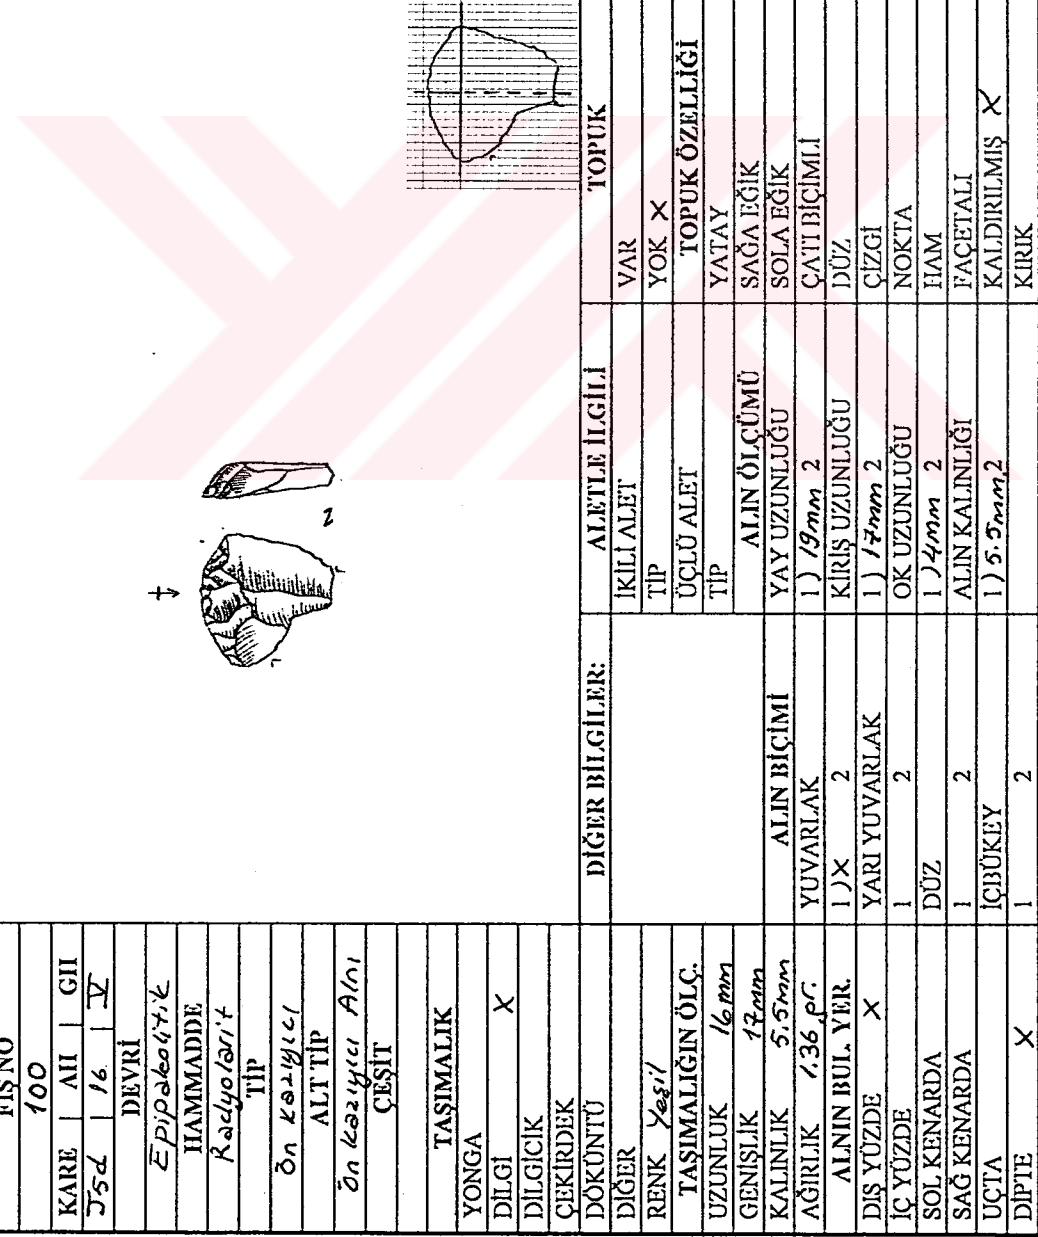 FİŞ NO
100
KARE | AII | GII
J5d | 16 | IV
DEVRİ
Epipaleolitik
HAMMADDE
Radyolarit
TİP
Ön Kazıyıcı
ALT TİP
Ön Kazıyıcı Alnı
ÇEŞİT
TAŞIMALIK
YONGA
DİLGİ X
DİLGİCİK
ÇEKİRDEK
DÖKÜNTÜ
DİĞER
RENK Yeşil
TAŞIMALIĞIN ÖLÇ.
UZUNLUK 16mm
GENİŞLİK 17mm
KALINLIK 5.5mm
AĞIRLIK 1.36 gr.
ALNIN BUL. YER.
DIŞ YÜZDE X
İÇ YÜZDE
SOL KENARDA
SAĞ KENARDA
UÇTA
DİPTE X
DİĞER BİLGİLER:
ALIN BİÇİMİ
YUVARLAK
1 )X 2
YARI YUVARLAK
1 2
DÜZ
1 2
İÇBÜKEY
1 2
ALETLE İLGİLİ
İKİLİ ALET
TİP
ÜÇLÜ ALET
TİP
ALIN ÖLÇÜMÜ
YAY UZUNLUĞU
1 ) 19mm 2
KİRİŞ UZUNLUĞU
1 ) 17mm 2
OK UZUNLUĞU
1 ) 4mm 2
ALIN KALINLIĞI
1 ) 5.5mm 2
TOPUK
VAR
YOK X
TOPUK ÖZELLİĞİ
YATAY
SAĞA EĞİK
SOLA EĞİK
ÇATI BİÇİMLİ
DÜZ
ÇİZGİ
NOKTA
HAM
FAÇETALI
KALDIRILMIŞ X
KIRIK